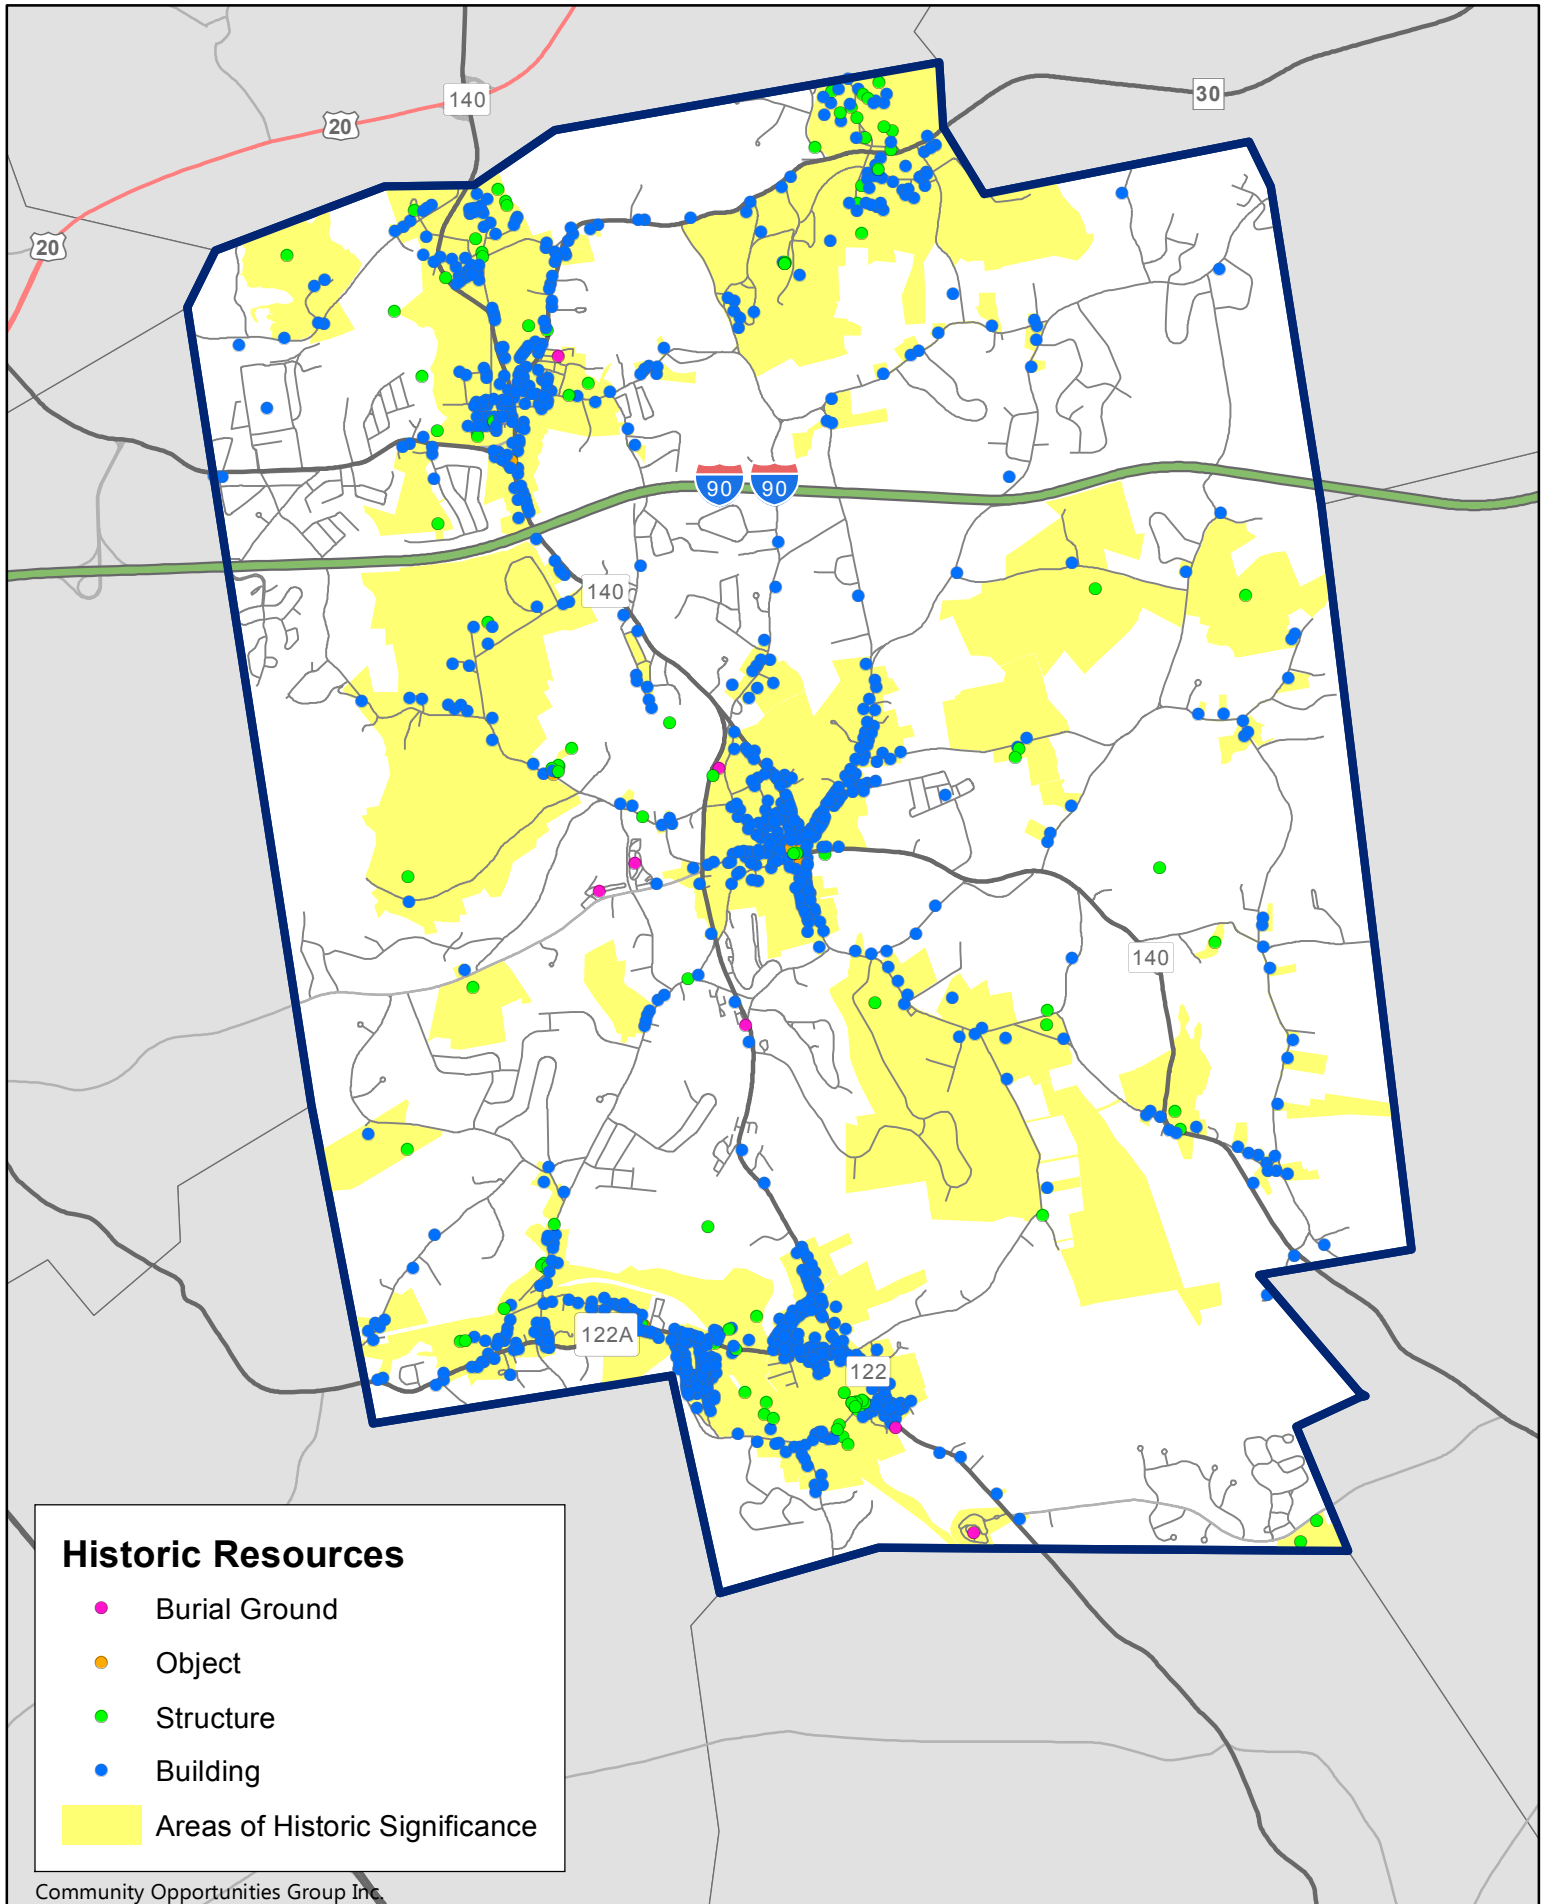 30
140
20
20
90
90
140
140
122A
122
Historic Resources
Burial Ground
Object
Structure
Building
Areas of Historic Significance
Community Opportunities Group Inc.